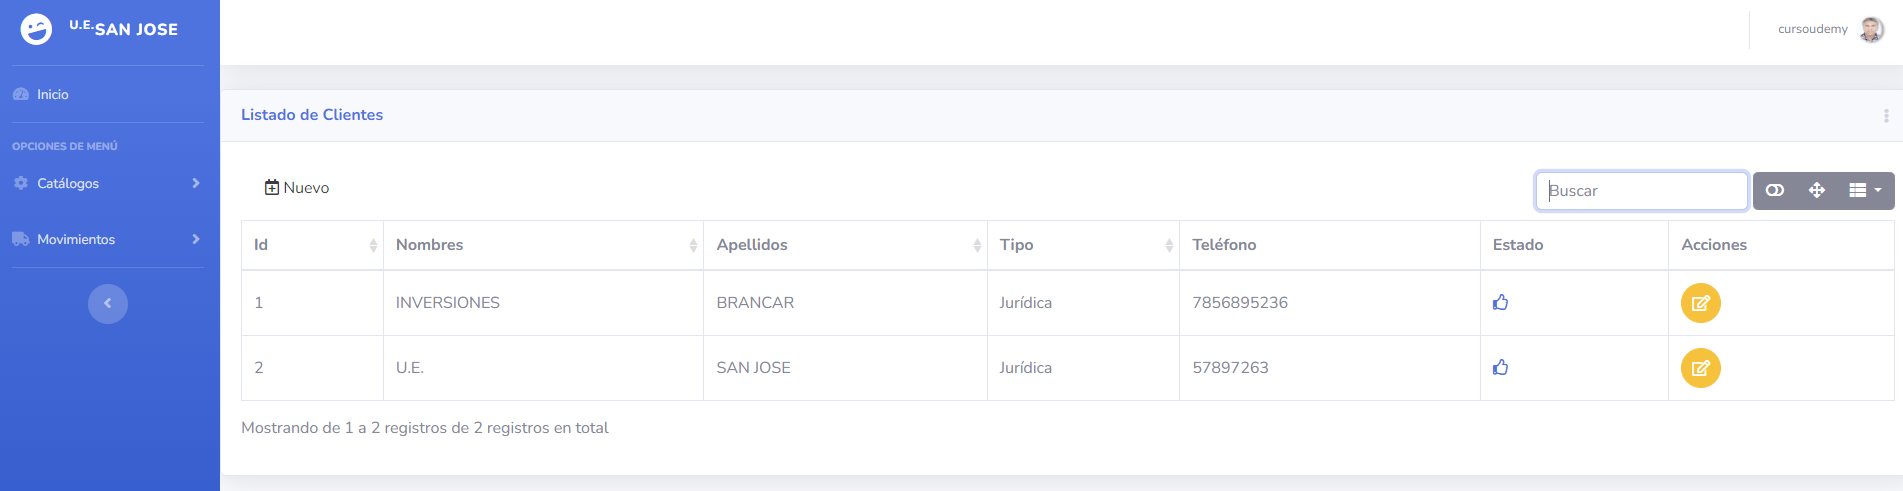 U.E.SAN JOSE
cursoudemy
Inicio
OPCIONES DE MENÚ
Catálogos
Movimientos
Listado de Clientes
Nuevo
Buscar
Id Nombres Apellidos Tipo Teléfono Estado Acciones
1 INVERSIONES BRANCAR Jurídica 7856895236
2 U.E. SAN JOSE Jurídica 57897263
Mostrando de 1 a 2 registros de 2 registros en total